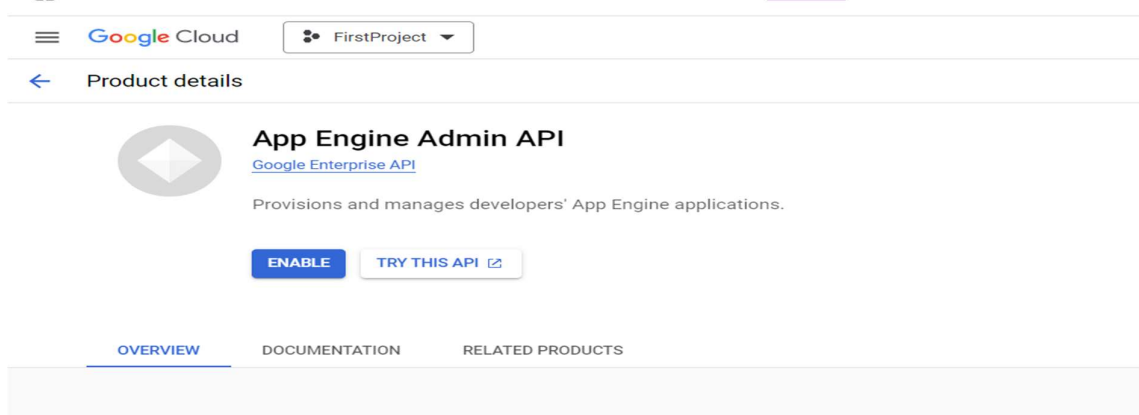 Google Cloud FirstProject
Product details
App Engine Admin API
Google Enterprise API
Provisions and manages developers' App Engine applications.
ENABLE TRY THIS API
OVERVIEW DOCUMENTATION RELATED PRODUCTS